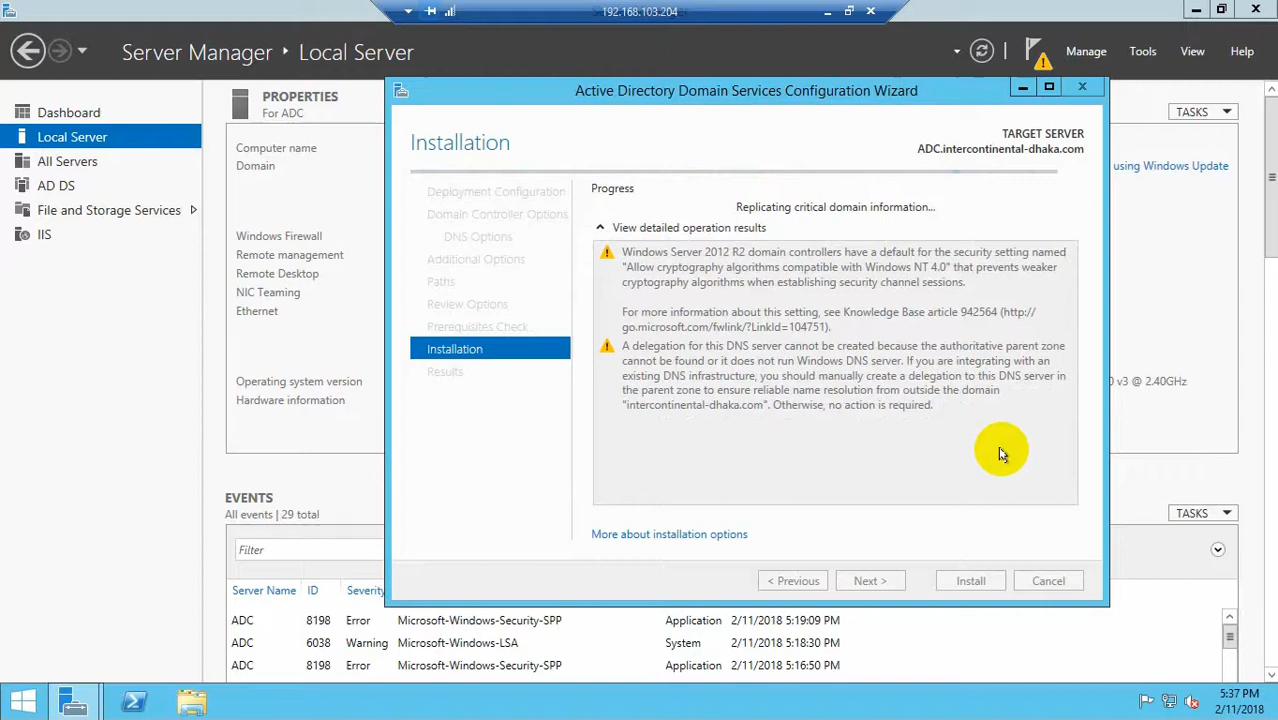 192.168.103.204
Server Manager ‣ Local Server
Manage
Tools
View
Help
Dashboard
Local Server
All Servers
AD DS
File and Storage Services
IIS
PROPERTIES
For ADC
TASKS
Computer name
Domain
Windows Firewall
Remote management
Remote Desktop
NIC Teaming
Ethernet
Operating system version
Hardware information
using Windows Update
v3 @ 2.40GHz
Active Directory Domain Services Configuration Wizard
Installation
TARGET SERVER
ADC.intercontinental-dhaka.com
Deployment Configuration
Domain Controller Options
DNS Options
Additional Options
Paths
Review Options
Prerequisites Check
Installation
Results
Progress
Replicating critical domain information...
View detailed operation results
Windows Server 2012 R2 domain controllers have a default for the security setting named
"Allow cryptography algorithms compatible with Windows NT 4.0" that prevents weaker
cryptography algorithms when establishing security channel sessions.
For more information about this setting, see Knowledge Base article 942564 (http://
go.microsoft.com/fwlink/?LinkId=104751).
A delegation for this DNS server cannot be created because the authoritative parent zone
cannot be found or it does not run Windows DNS server. If you are integrating with an
existing DNS infrastructure, you should manually create a delegation to this DNS server in
the parent zone to ensure reliable name resolution from outside the domain
"intercontinental-dhaka.com". Otherwise, no action is required.
More about installation options
< Previous
Next >
Install
Cancel
EVENTS
All events | 29 total
TASKS
Filter
Server Name ID Severity
ADC 8198 Error Microsoft-Windows-Security-SPP Application 2/11/2018 5:19:09 PM
ADC 6038 Warning Microsoft-Windows-LSA System 2/11/2018 5:18:30 PM
ADC 8198 Error Microsoft-Windows-Security-SPP Application 2/11/2018 5:16:50 PM
5:37 PM
2/11/2018